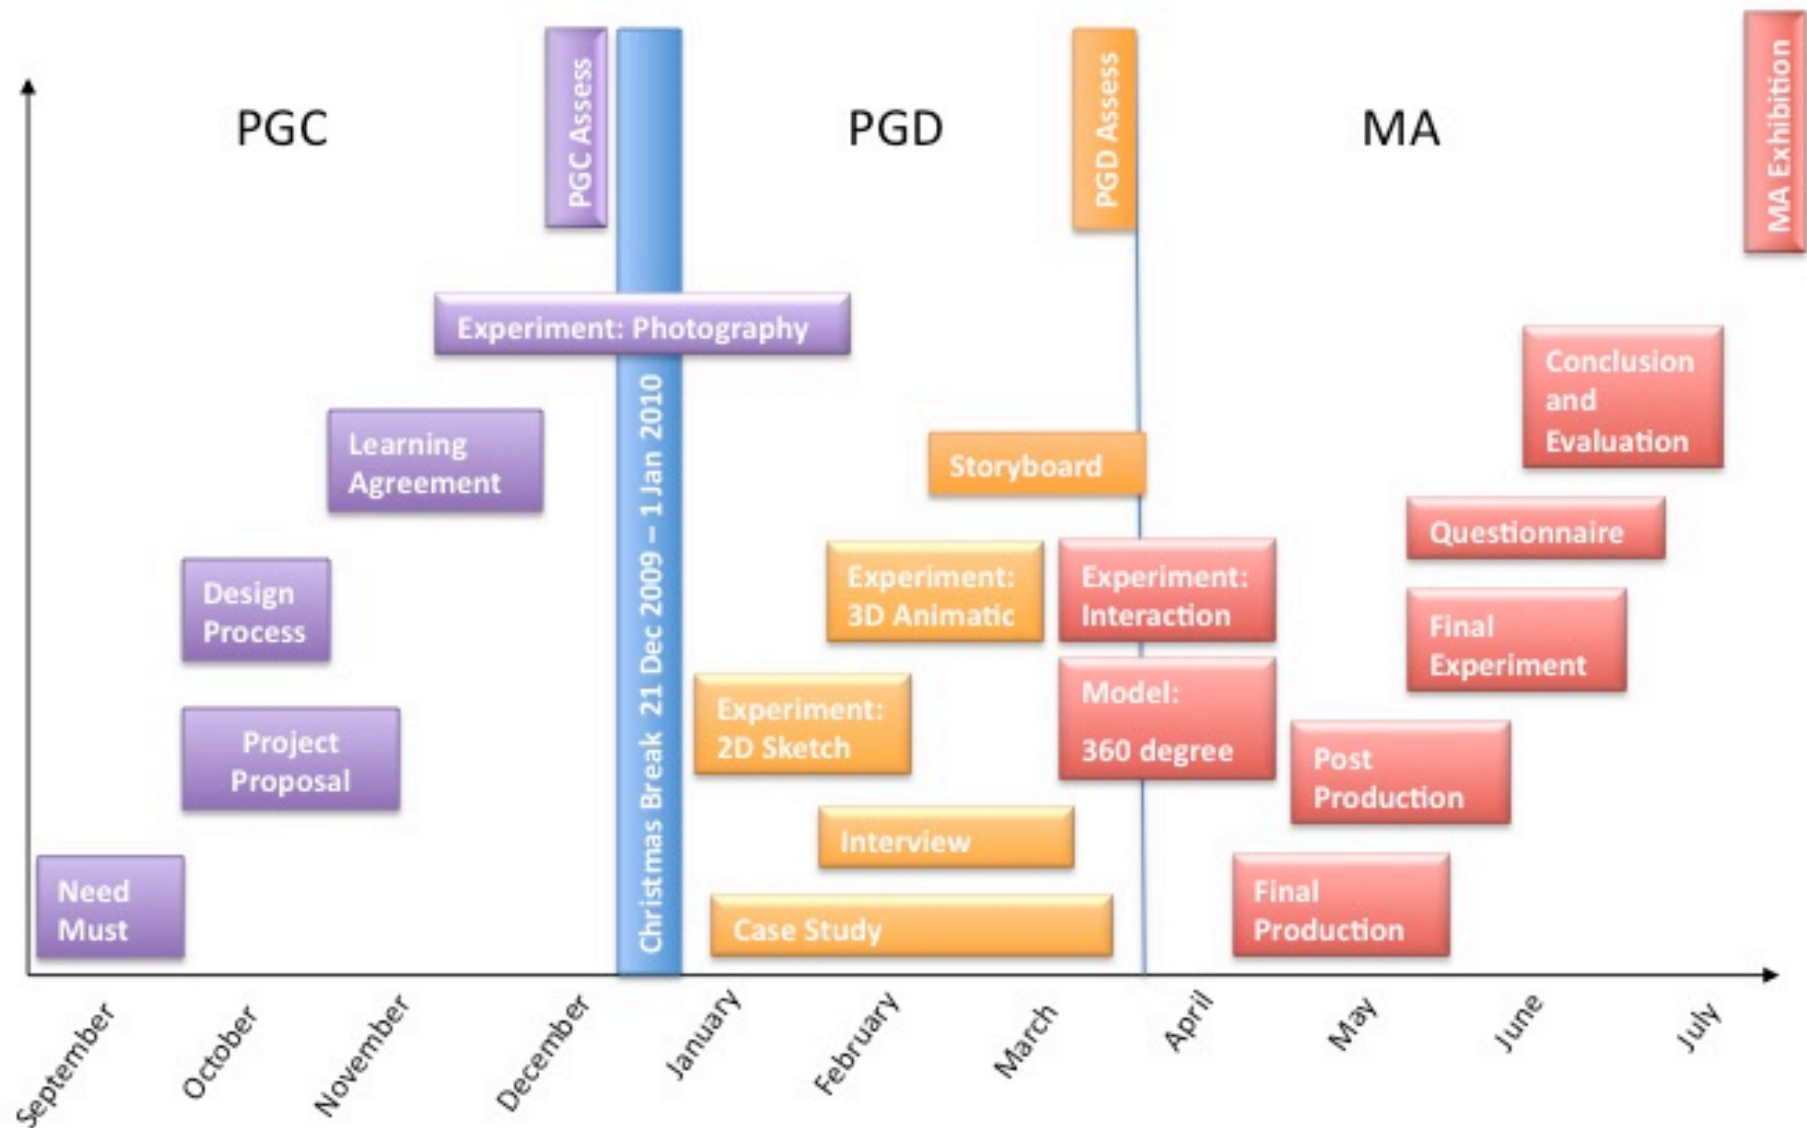 PGC
PGC Assess
PGD
PGD Assess
MA
MA Exhibition
Experiment: Photography
Christmas Break 21 Dec 2009 – 1 Jan 2010
Learning
Agreement
Design
Process
Project
Proposal
Need
Must
Storyboard
Experiment:
3D Animatic
Experiment:
2D Sketch
Interview
Case Study
Experiment:
Interaction
Model:
360 degree
Conclusion
and
Evaluation
Questionnaire
Final
Experiment
Post
Production
Final
Production
September
October
November
December
January
February
March
April
May
June
July